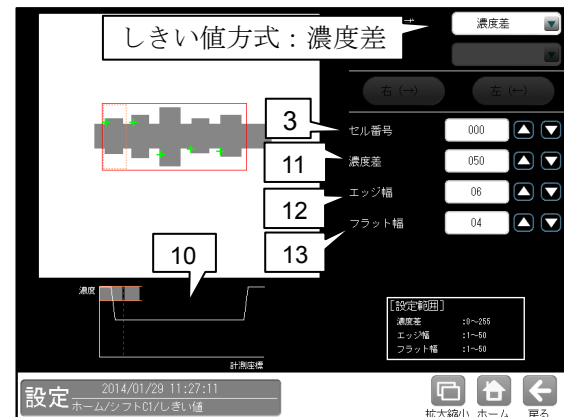 しきい値方式：濃度差
濃度差
右 (→)
左 (←)
3
セル番号
000
11
濃度差
050
12
エッジ幅
06
13
フラット幅
04
10
濃度
計測座標
[設定範囲]
濃度差 :0～255
エッジ幅 :1～50
フラット幅 :1～50
設定
2014/01/29 11:27:11
ホーム/シフトC1/しきい値
拡大縮小
ホーム
戻る